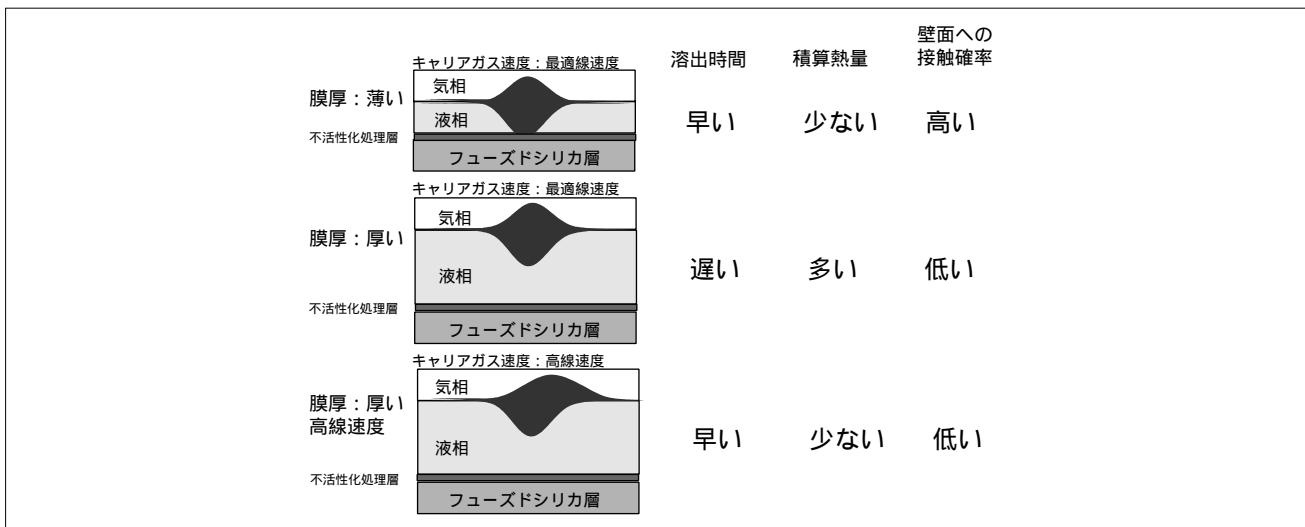 溶出時間
積算熱量
壁面への
接触確率
キャリアガス速度：最適線速度
気相
膜厚：薄い
液相
不活性化処理層
フューズドシリカ層
早い
少ない
高い
キャリアガス速度：最適線速度
気相
膜厚：厚い
液相
不活性化処理層
フューズドシリカ層
遅い
多い
低い
キャリアガス速度：高線速度
気相
膜厚：厚い
高線速度
液相
不活性化処理層
フューズドシリカ層
早い
少ない
低い